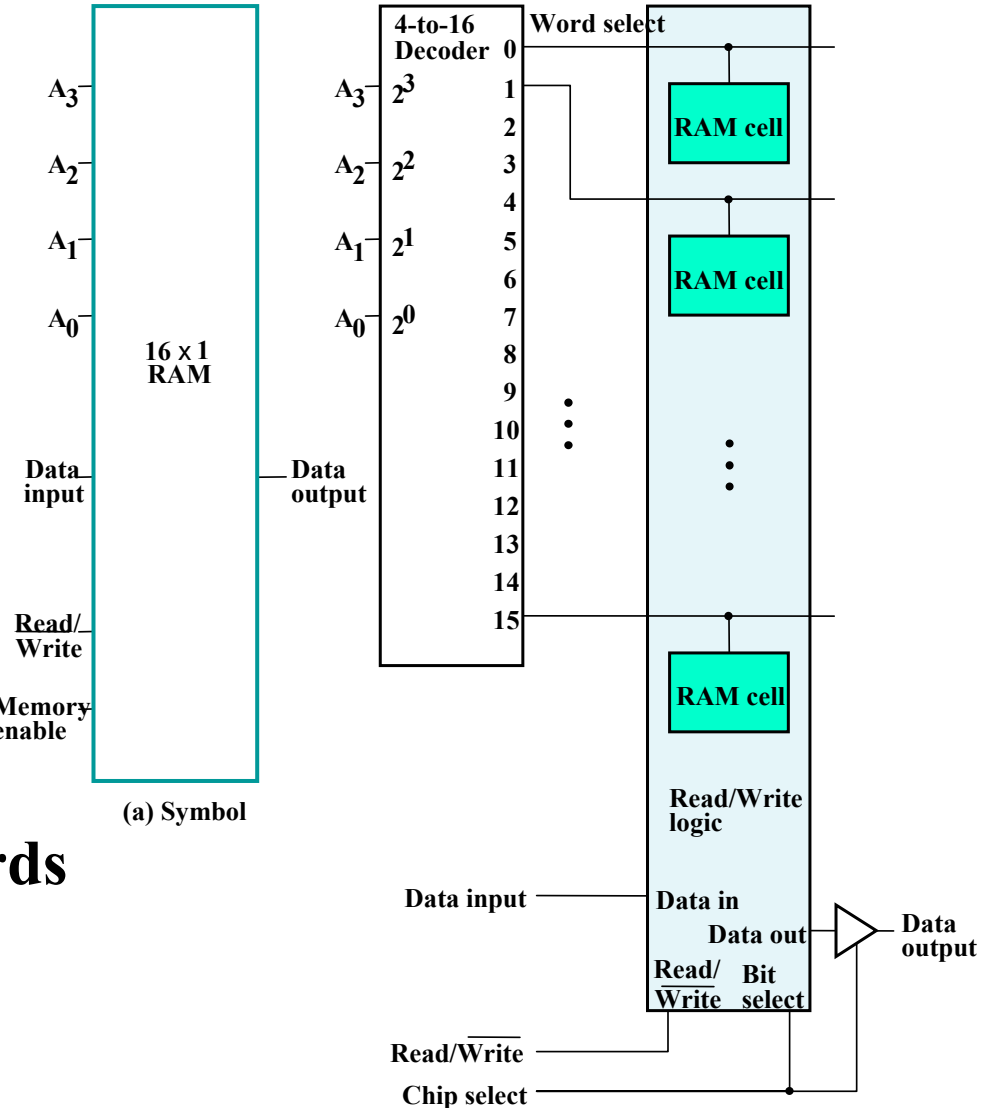 A3
A2
A1
A0
16 x 1
RAM
Data
input
Data
output
Read/
Write
Memory
enable
(a) Symbol
rds
4-to-16
Decoder
A3 2^3
A2 2^2
A1 2^1
A0 2^0
0
1
2
3
4
5
6
7
8
9
10
11
12
13
14
15
Word select
RAM cell
RAM cell
RAM cell
Read/Write
logic
Data input
Data in
Data out
Data
output
Read/
Write
Bit
select
Read/Write
Chip select